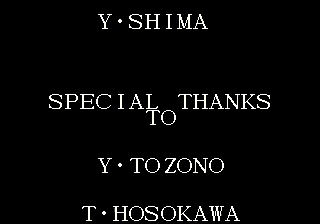 Y·SHIMA
SPECIAL THANKS
TO
Y·TOZONO
T·HOSOKAWA